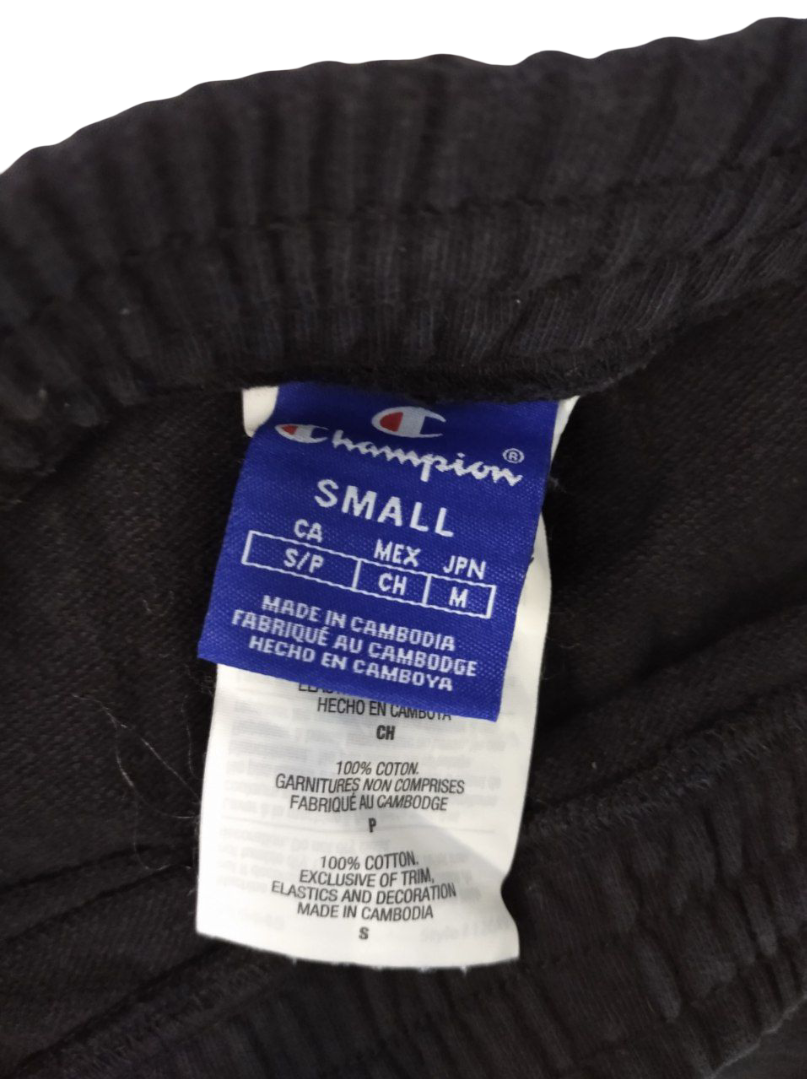 Champion®
SMALL
CA MEX JPN
S/P CH M
MADE IN CAMBODIA
FABRIQUÉ AU CAMBODGE
HECHO EN CAMBOYA
HECHO EN CAMBOYA
CH
100% COTON.
GARNITURES NON COMPRISES
FABRIQUÉ AU CAMBODGE
P
100% COTTON.
EXCLUSIVE OF TRIM,
ELASTICS AND DECORATION
MADE IN CAMBODIA
S